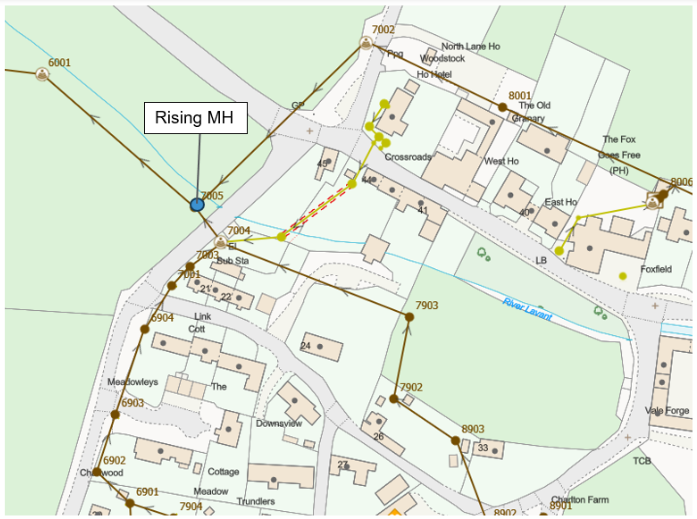 7002
North Lane Ho
Ppg
Woodstock
6001
Ho Hotel
8001
GP
The Old
Granary
Rising MH
The Fox
Goes Free
(PH)
45
Crossroads
West Ho
44
8006
7005
41
40
East Ho
7004
El
Sub Sta
7003
LB
Foxfield
7001
21
22
River Lavant
Link
Cott
7903
6904
24
Meadowleys
The
7902
Vale Forge
6903
Downsview
26
8903
33
TCB
6902
Charlwood
Cottage
27
Meadow
Trundlers
6901
7904
8902
8901
Charlton Farm